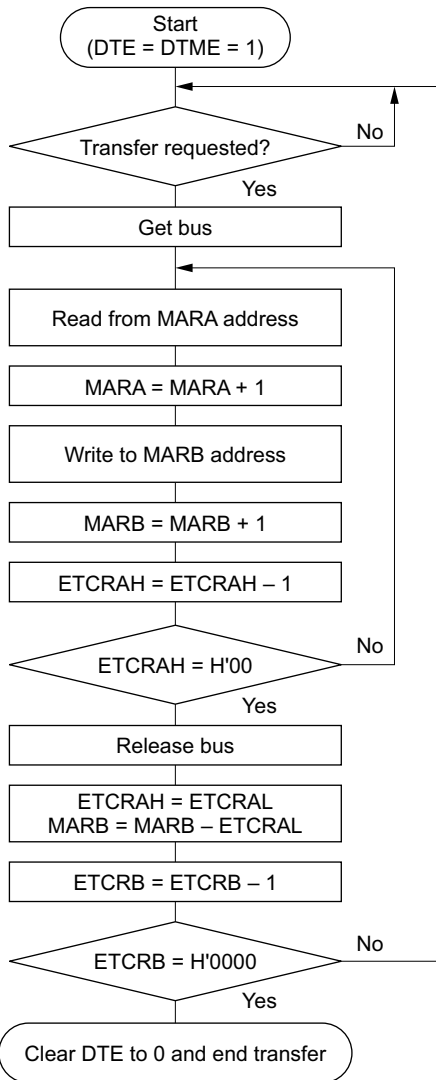 Start
(DTE = DTME = 1)
Transfer requested?
No
Yes
Get bus
Read from MARA address
MARA = MARA + 1
Write to MARB address
MARB = MARB + 1
ETCRAH = ETCRAH – 1
ETCRAH = H'00
No
Yes
Release bus
ETCRAH = ETCRAL
MARB = MARB – ETCRAL
ETCRB = ETCRB – 1
ETCRB = H'0000
No
Yes
Clear DTE to 0 and end transfer